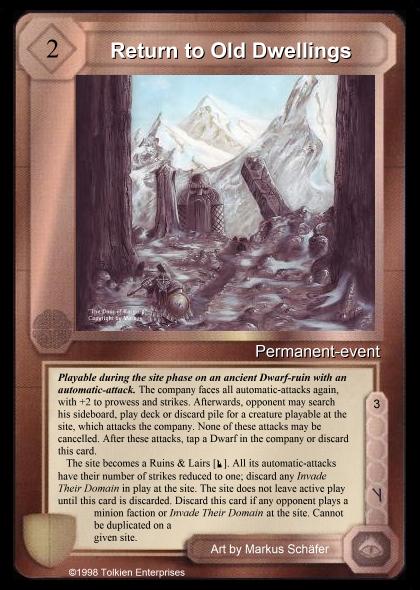 2
Return to Old Dwellings
Copyright by
Permanent-event
Playable during the site phase on an ancient Dwarf-ruin with an
automatic-attack. The company faces all automatic-attacks again,
with +2 to prowess and strikes. Afterwards, opponent may search
his sideboard, play deck or discard pile for a creature playable at the
site, which attacks the company. None of these attacks may be
cancelled. After these attacks, tap a Dwarf in the company or discard
this card.
The site becomes a Ruins & Lairs [ ]. All its automatic-attacks
have their number of strikes reduced to one; discard any Invade
Their Domain in play at the site. The site does not leave active play
until this card is discarded. Discard this card if any opponent plays a
minion faction or Invade Their Domain at the site. Cannot
be duplicated on a
given site.
3
Art by Markus Schäfer
©1998 Tolkien Enterprises